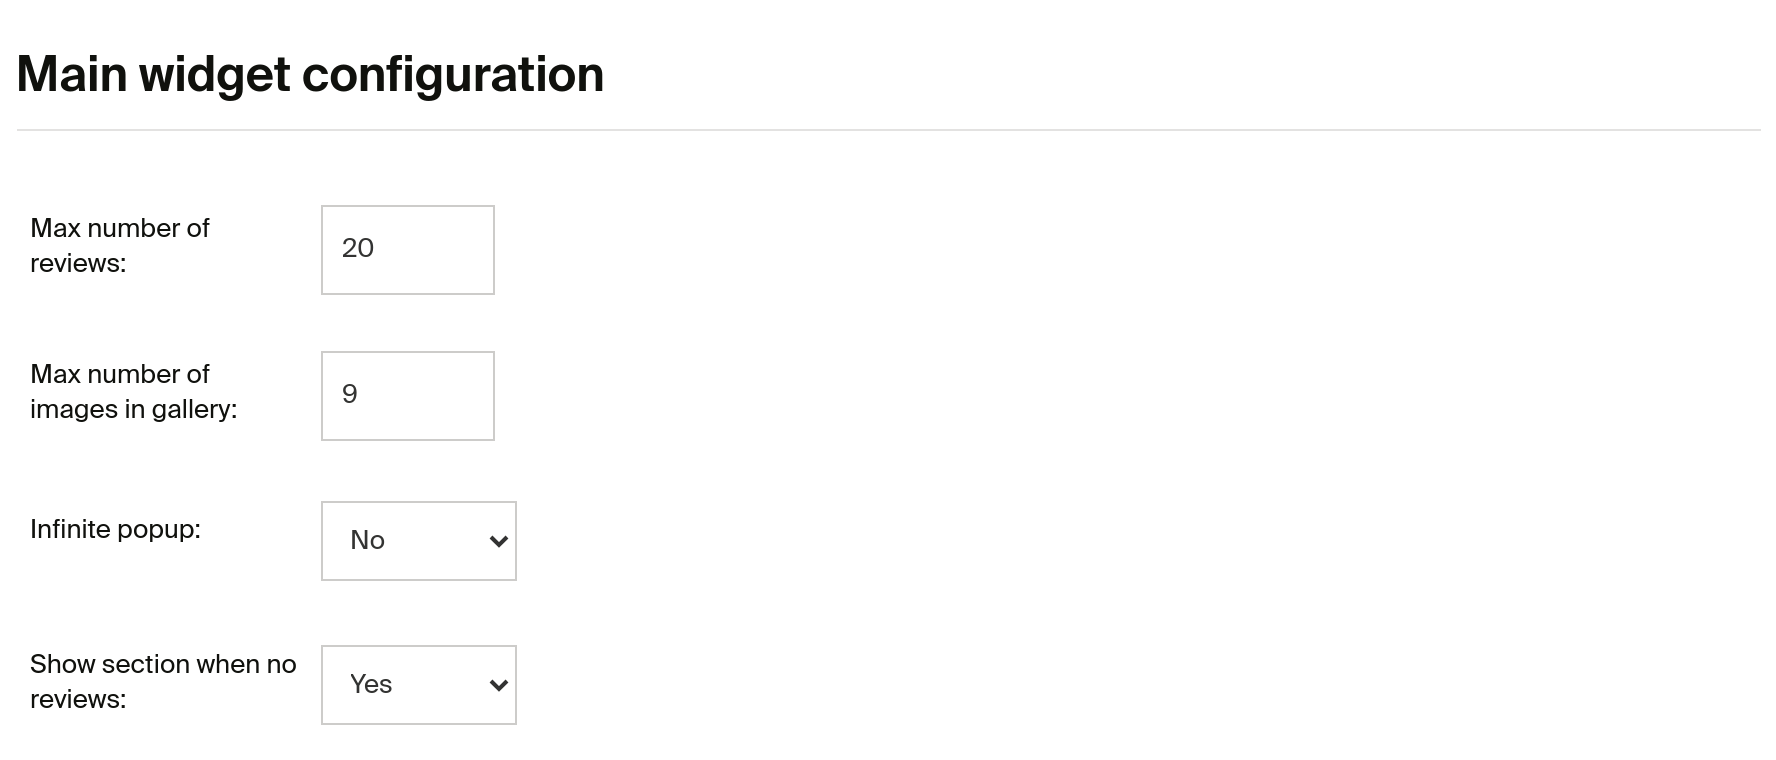 Main widget configuration
Max number of
reviews:
20
Max number of
images in gallery:
9
Infinite popup:
No
Show section when no
reviews:
Yes